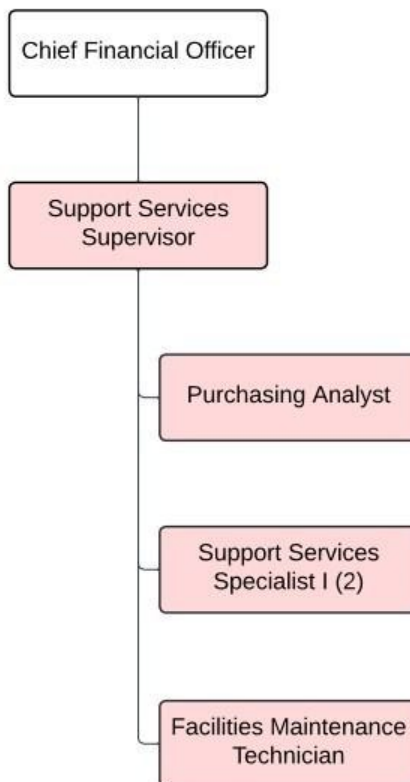 Chief Financial Officer
Support Services
Supervisor
Purchasing Analyst
Support Services
Specialist I (2)
Facilities Maintenance
Technician